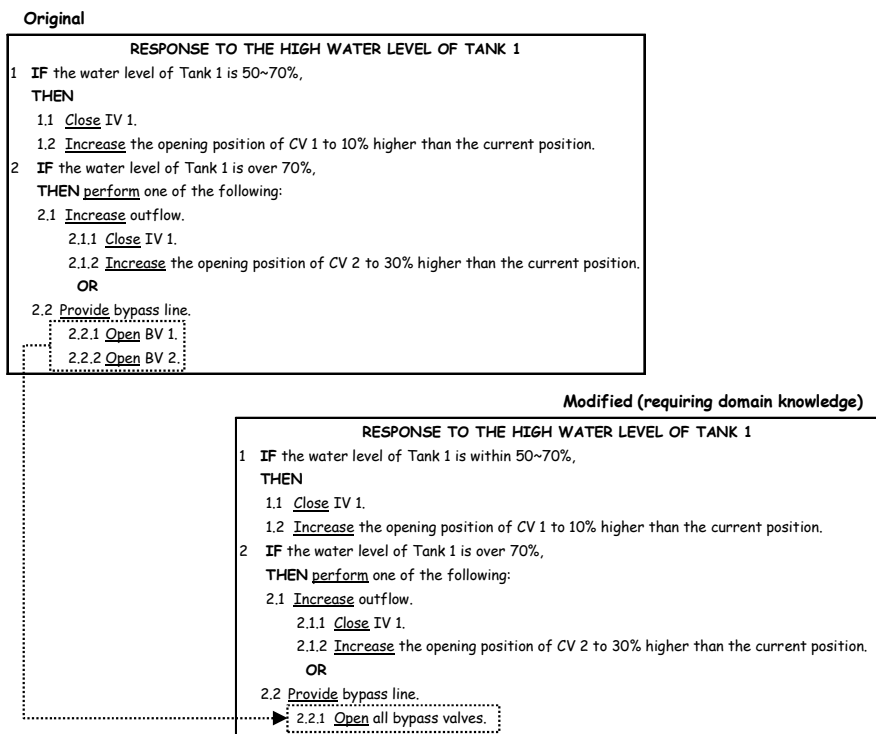 Original
RESPONSE TO THE HIGH WATER LEVEL OF TANK 1
1 IF the water level of Tank 1 is 50~70%,
THEN
1.1 Close IV 1.
1.2 Increase the opening position of CV 1 to 10% higher than the current position.
2 IF the water level of Tank 1 is over 70%,
THEN perform one of the following:
2.1 Increase outflow.
2.1.1 Close IV 1.
2.1.2 Increase the opening position of CV 2 to 30% higher than the current position.
OR
2.2 Provide bypass line.
2.2.1 Open BV 1.
2.2.2 Open BV 2.
Modified (requiring domain knowledge)
RESPONSE TO THE HIGH WATER LEVEL OF TANK 1
1 IF the water level of Tank 1 is within 50~70%,
THEN
1.1 Close IV 1.
1.2 Increase the opening position of CV 1 to 10% higher than the current position.
2 IF the water level of Tank 1 is over 70%,
THEN perform one of the following:
2.1 Increase outflow.
2.1.1 Close IV 1.
2.1.2 Increase the opening position of CV 2 to 30% higher than the current position.
OR
2.2 Provide bypass line.
2.2.1 Open all bypass valves.